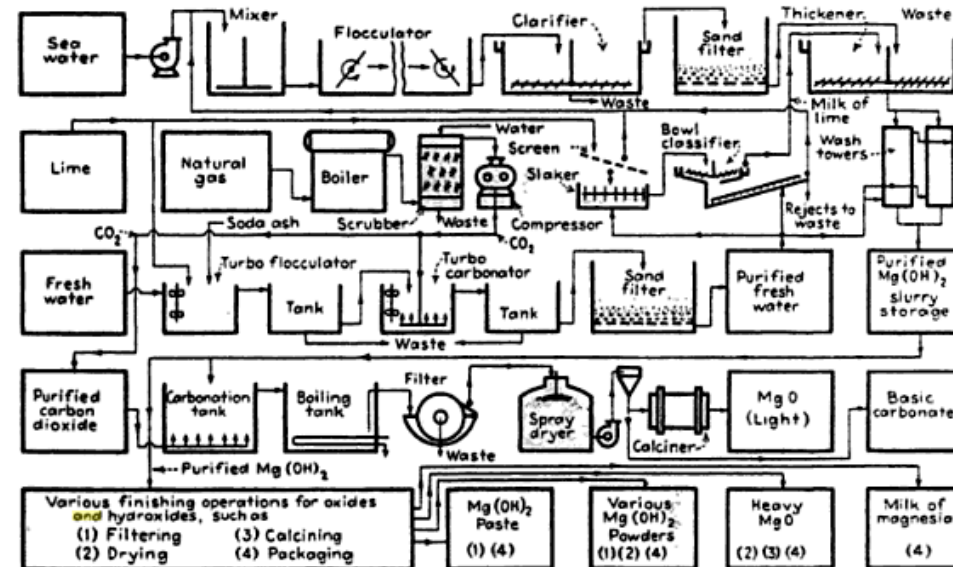 Sea
water
Mixer
Flocculator
Clarifier
Sand
filter
Thickener
Waste
Waste
Milk of
lime
Lime
Natural
gas
Boiler
Water
Scrubber
Waste
Compressor
Screen
Slaker
Bowl
classifier
Wash
towers
Rejects to
waste
CO₂
Soda ash
CO₂
Fresh
water
Turbo flocculator
Tank
Turbo
carbonator
Tank
Waste
Sand
filter
Purified
fresh
water
Purified
Mg(OH)₂
slurry
storage
Purified
carbon
dioxide
Carbonation
tank
Boiling
tank
Filter
Waste
Spray
dryer
Calciner
MgO
(Light)
Basic
carbonate
Purified Mg(OH)₂
Various finishing operations for oxides
and hydroxides, such as
(1) Filtering (3) Calcining
(2) Drying (4) Packaging
Mg(OH)₂
Paste
(1) (4)
Various
Mg(OH)₂
Powders
(1)(2) (4)
Heavy
MgO
(2)(3)(4)
Milk of
magnesia
(4)